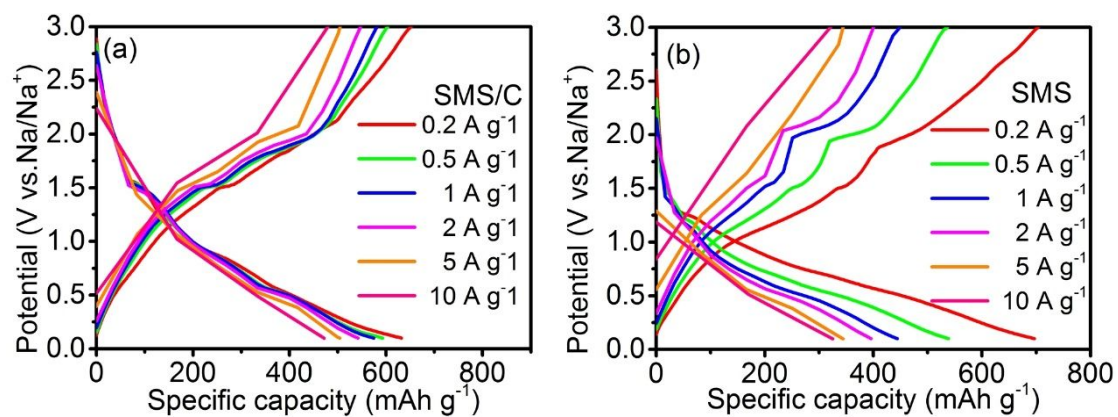 (a)
Potential (V vs.Na/Na⁺)
3.0
2.5
2.0
1.5
1.0
0.5
0.0
SMS/C
0.2 A g⁻1
0.5 A g⁻1
1 A g⁻1
2 A g⁻1
5 A g⁻1
10 A g⁻1
0 200 400 600 800
Specific capacity (mAh g⁻¹)
(b)
Potential (V vs.Na/Na⁺)
3.0
2.5
2.0
1.5
1.0
0.5
0.0
SMS
0.2 A g⁻¹
0.5 A g⁻¹
1 A g⁻¹
2 A g⁻¹
5 A g⁻¹
10 A g⁻¹
0 200 400 600 800
Specific capacity (mAh g⁻¹)